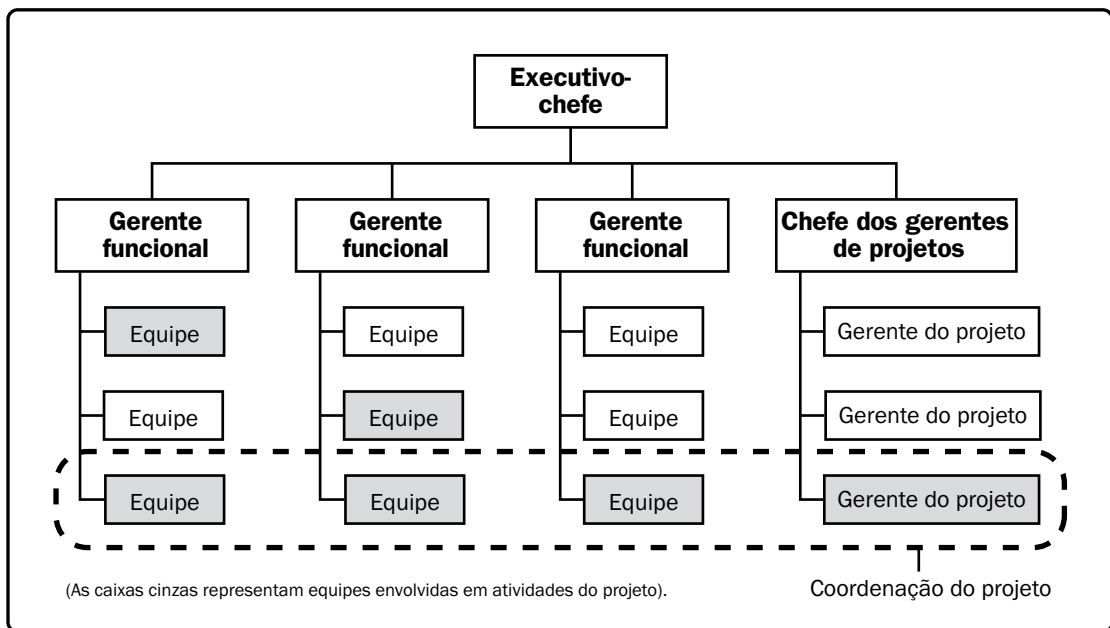 Executivo-
chefe
Gerente
funcional
Gerente
funcional
Gerente
funcional
Chefe dos gerentes
de projetos
Equipe
Equipe
Equipe
Gerente do projeto
Equipe
Equipe
Equipe
Gerente do projeto
Equipe
Equipe
Equipe
Gerente do projeto
(As caixas cinzas representam equipes envolvidas em atividades do projeto).
Coordenação do projeto